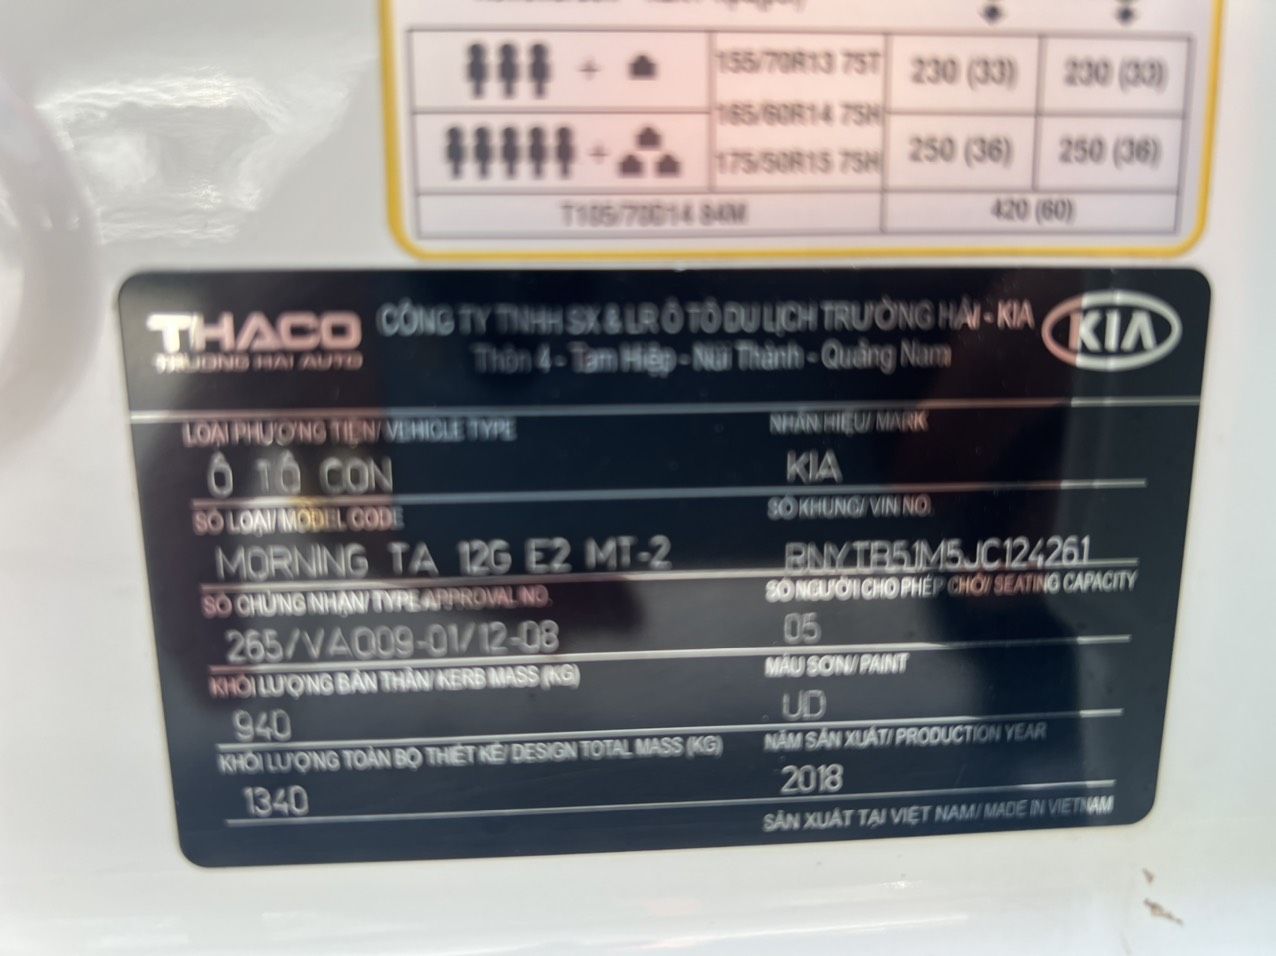 155/70R13 75T 230 (33) 230 (33)
165/60R14 75H
175/50R15 75H 250 (36) 250 (36)
T105/70D14 84M 420 (60)
THACO
TRUONG HAI AUTO
CÔNG TY TNHH SX & LR Ô TÔ DU LỊCH TRƯỜNG HẢI - KIA
Thôn 4 - Tam Hiệp - Núi Thành - Quảng Nam
KIA
LOẠI PHƯƠNG TIỆN/ VEHICLE TYPE
Ô TÔ CON
NHÃN HIỆU/ MARK
KIA
SỐ LOẠI/ MODEL CODE
MORNING TA 12G E2 MT-2
SỐ KHUNG/ VIN NO.
RNYTB51M5JC124261
SỐ CHỨNG NHẬN/ TYPE APPROVAL NO.
265/VAQ09-01/12-08
SỐ NGƯỜI CHO PHÉP CHỞ/ SEATING CAPACITY
05
KHỐI LƯỢNG BẢN THÂN/ KERB MASS (KG)
940
MÀU SƠN/ PAINT
UD
KHỐI LƯỢNG TOÀN BỘ THIẾT KẾ/ DESIGN TOTAL MASS (KG)
1340
NĂM SẢN XUẤT/ PRODUCTION YEAR
2018
SẢN XUẤT TẠI VIỆT NAM/ MADE IN VIETNAM